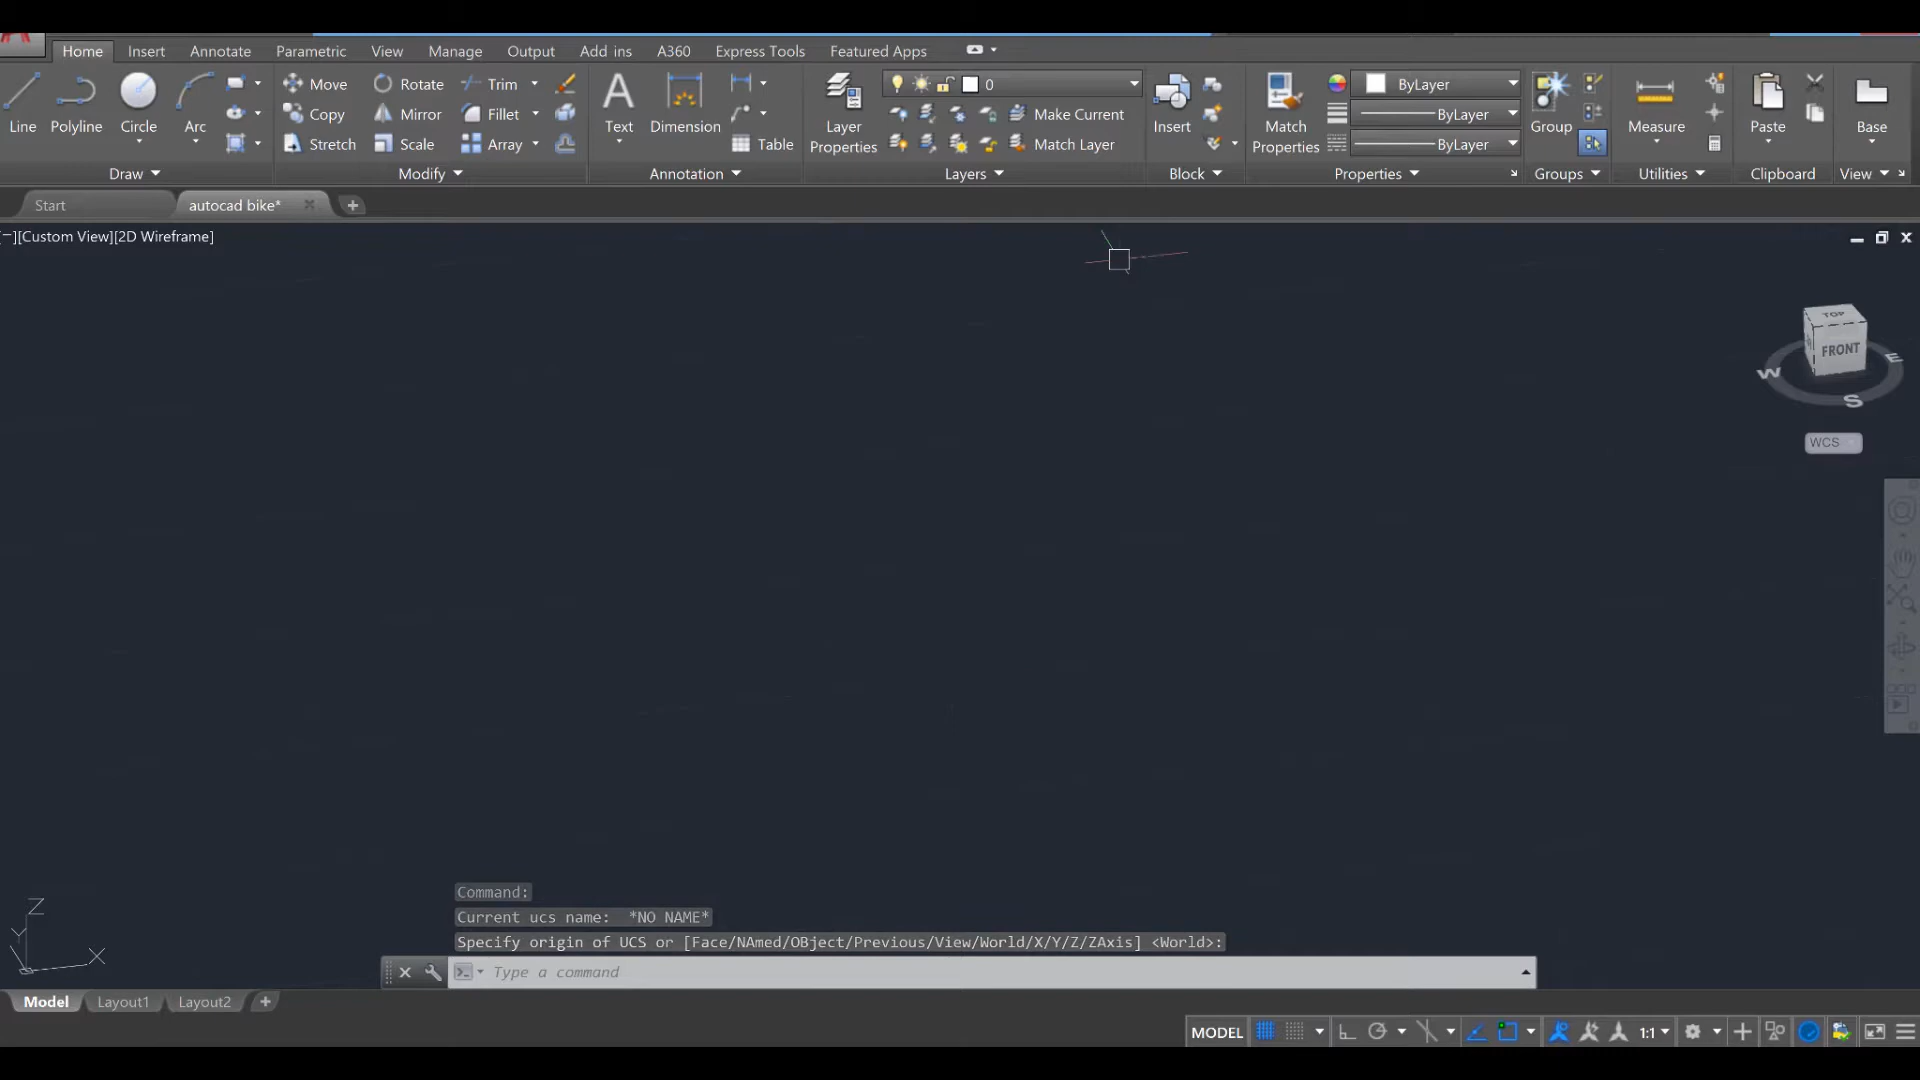 Home Insert Annotate Parametric View Manage Output Add ins A360 Express Tools Featured Apps
Line Polyline Circle Arc
Move Rotate Trim
Copy Mirror Fillet
Stretch Scale Array
Text Dimension Table
Layer Properties
0
Make Current
Match Layer
Insert
Match Properties
ByLayer
ByLayer
ByLayer
Group
Measure
Paste
Base
Draw Modify Annotation Layers Block Properties Groups Utilities Clipboard View
Start autocad bike*
[−][Custom View][2D Wireframe]
TOP
FRONT
W E
S
WCS
Command:
Current ucs name: *NO NAME*
Specify origin of UCS or [Face/NAmed/OBject/Previous/View/World/X/Y/Z/ZAxis] <World>:
Type a command
Z
Y
X
Model Layout1 Layout2
MODEL 1:1